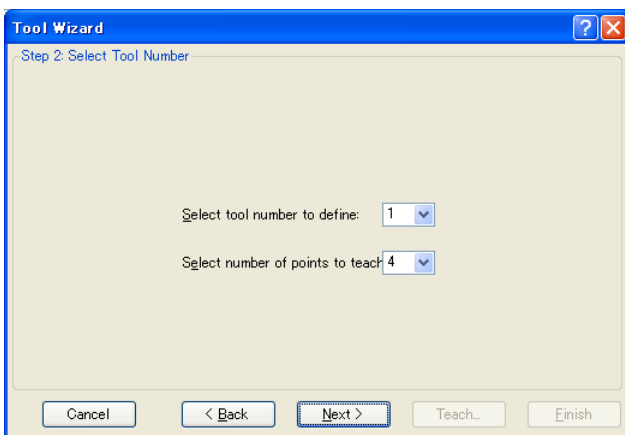 Tool Wizard
Step 2: Select Tool Number
Select tool number to define: 1
Select number of points to teach 4
Cancel < Back Next > Teach... Finish